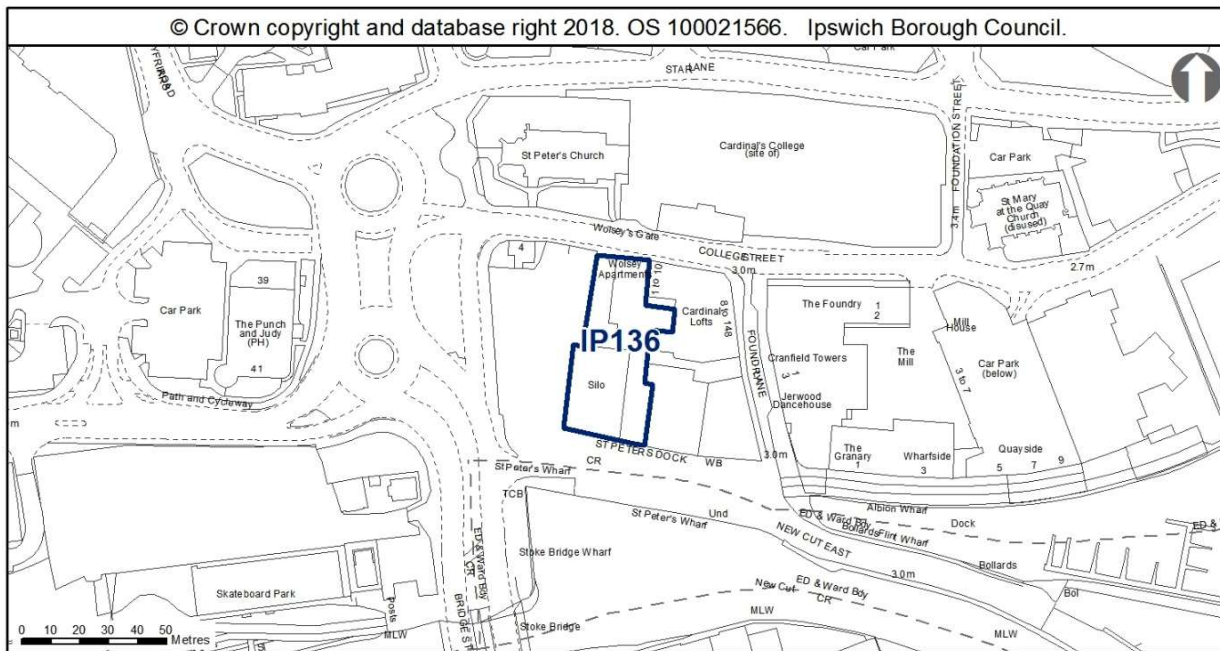 © Crown copyright and database right 2018. OS 100021566. Ipswich Borough Council.
Car Park
STAR LANE
FOUNDATION STREET
St Peter's Church
Cardinal's College
(site of)
Car Park
St Mary
at the Quay
Church
(disused)
3.4m
Wolsey's Gate
COLLEGE STREET
3.0m
2.7m
4
Wolsey
Apartments
1 to 10
39
Car Park
The Punch
and Judy
(PH)
41
Path and Cycleway
Cardinal
Lofts
8 to 148
IP136
Silo
The Foundry
1
2
Mill
House
Cranfield Towers
The
Mill
Car Park
(below)
1
3
3 to 7
Jerwood
Dancehouse
The
Granary
1
Wharfside
3
Quayside
5
7
9
ST PETERS DOCK
WB
3.0m
St Peter's Wharf
CR
TCB
Und
St Peter's Wharf
Albion Wharf
ED & Ward Bdy
Dock
Bollards
Flint Wharf
NEW CUT EAST
3.0m
Bollards
Bol
Stoke Bridge Wharf
ED & Ward Bdy
CR
New Cut
ED & Ward Bdy
CR
Skateboard Park
Posts
Stoke Bridge
MLW
MLW
0 10 20 30 40 50
Metres